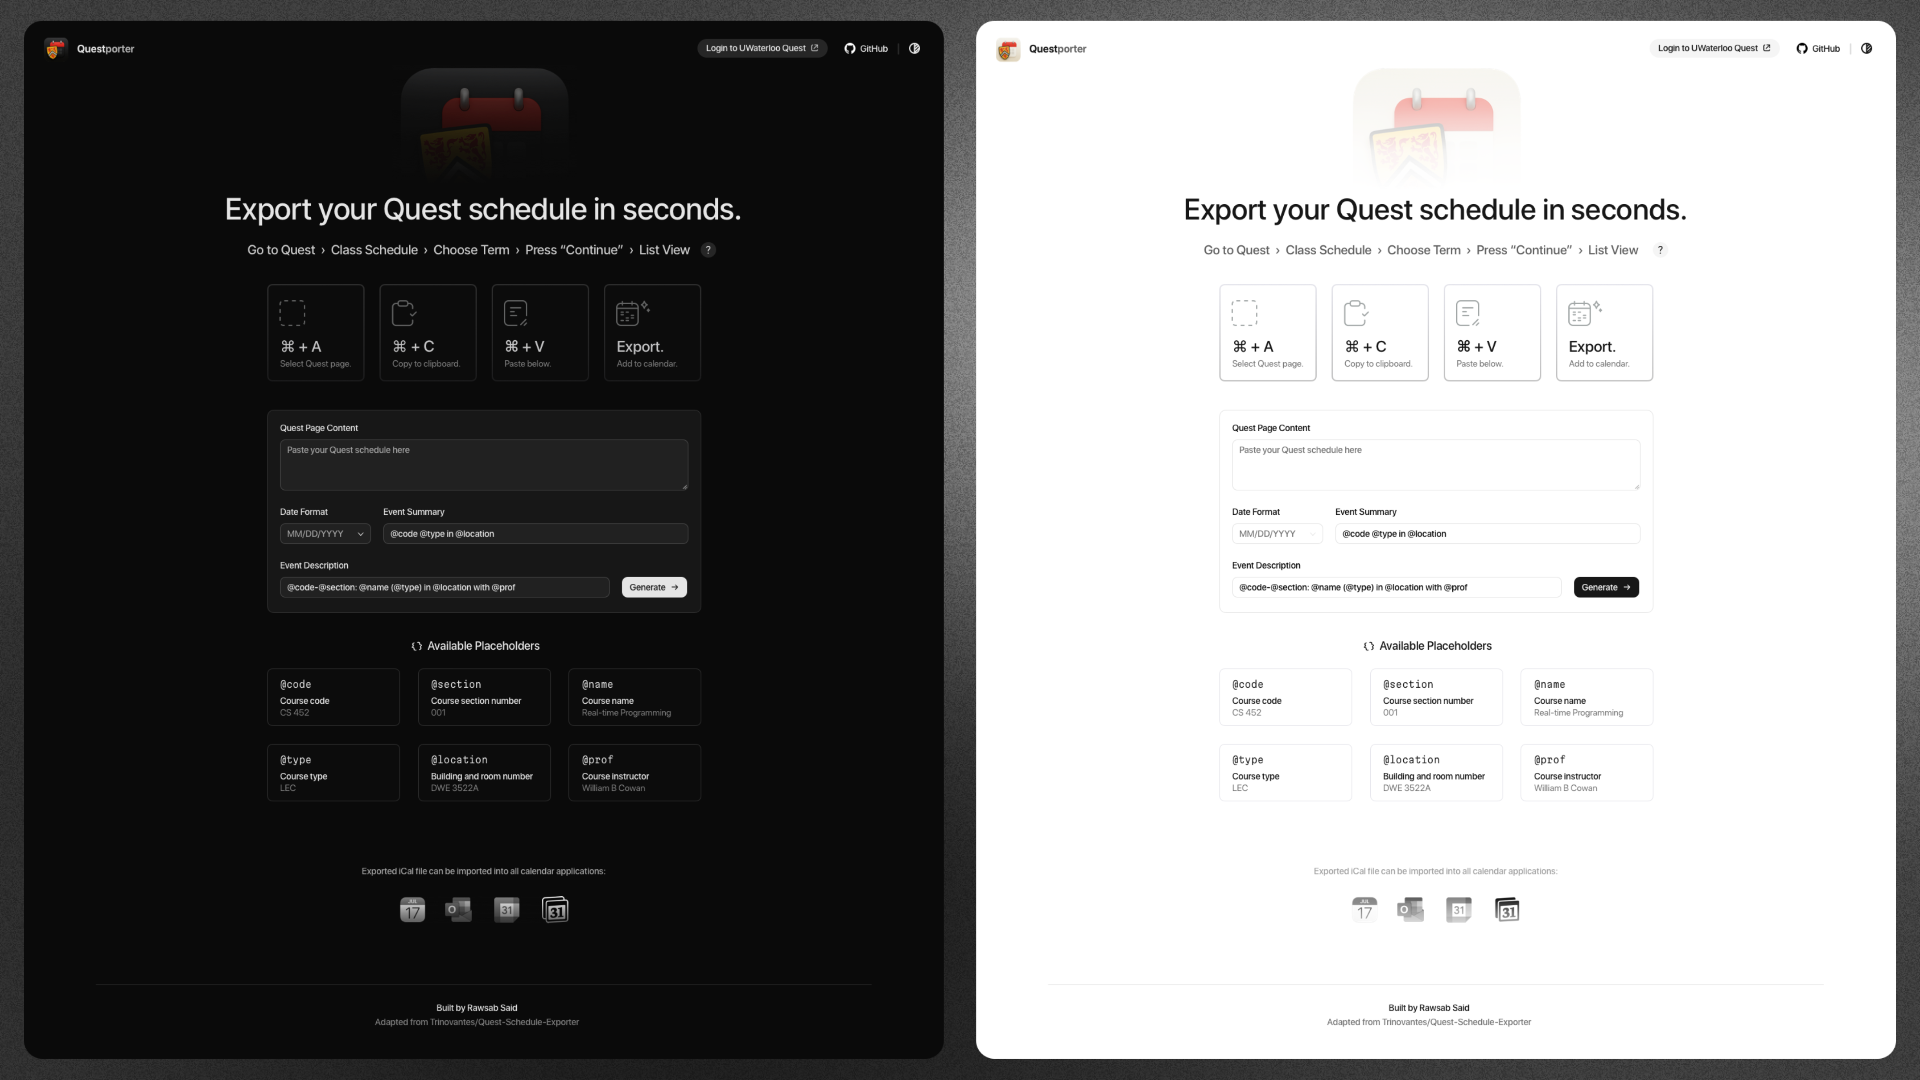 Questporter
Login to UWaterloo Quest
GitHub
Export your Quest schedule in seconds.
Go to Quest › Class Schedule › Choose Term › Press “Continue” › List View ?
⌘ + A
Select Quest page.
⌘ + C
Copy to clipboard.
⌘ + V
Paste below.
Export.
Add to calendar.
Quest Page Content
Paste your Quest schedule here
Date Format
Event Summary
MM/DD/YYYY
@code @type in @location
Event Description
@code-@section: @name (@type) in @location with @prof
Generate →
Available Placeholders
@code
Course code
CS 452
@section
Course section number
001
@name
Course name
Real-time Programming
@type
Course type
LEC
@location
Building and room number
DWE 3522A
@prof
Course instructor
William B Cowan
Exported iCal file can be imported into all calendar applications:
JUL
17
O
31
31
Built by Rawsab Said
Adapted from Trinovantes/Quest-Schedule-Exporter
Questporter
Login to UWaterloo Quest
GitHub
Export your Quest schedule in seconds.
Go to Quest › Class Schedule › Choose Term › Press “Continue” › List View ?
⌘ + A
Select Quest page.
⌘ + C
Copy to clipboard.
⌘ + V
Paste below.
Export.
Add to calendar.
Quest Page Content
Paste your Quest schedule here
Date Format
Event Summary
MM/DD/YYYY
@code @type in @location
Event Description
@code-@section: @name (@type) in @location with @prof
Generate →
Available Placeholders
@code
Course code
CS 452
@section
Course section number
001
@name
Course name
Real-time Programming
@type
Course type
LEC
@location
Building and room number
DWE 3522A
@prof
Course instructor
William B Cowan
Exported iCal file can be imported into all calendar applications:
JUL
17
O
31
31
Built by Rawsab Said
Adapted from Trinovantes/Quest-Schedule-Exporter